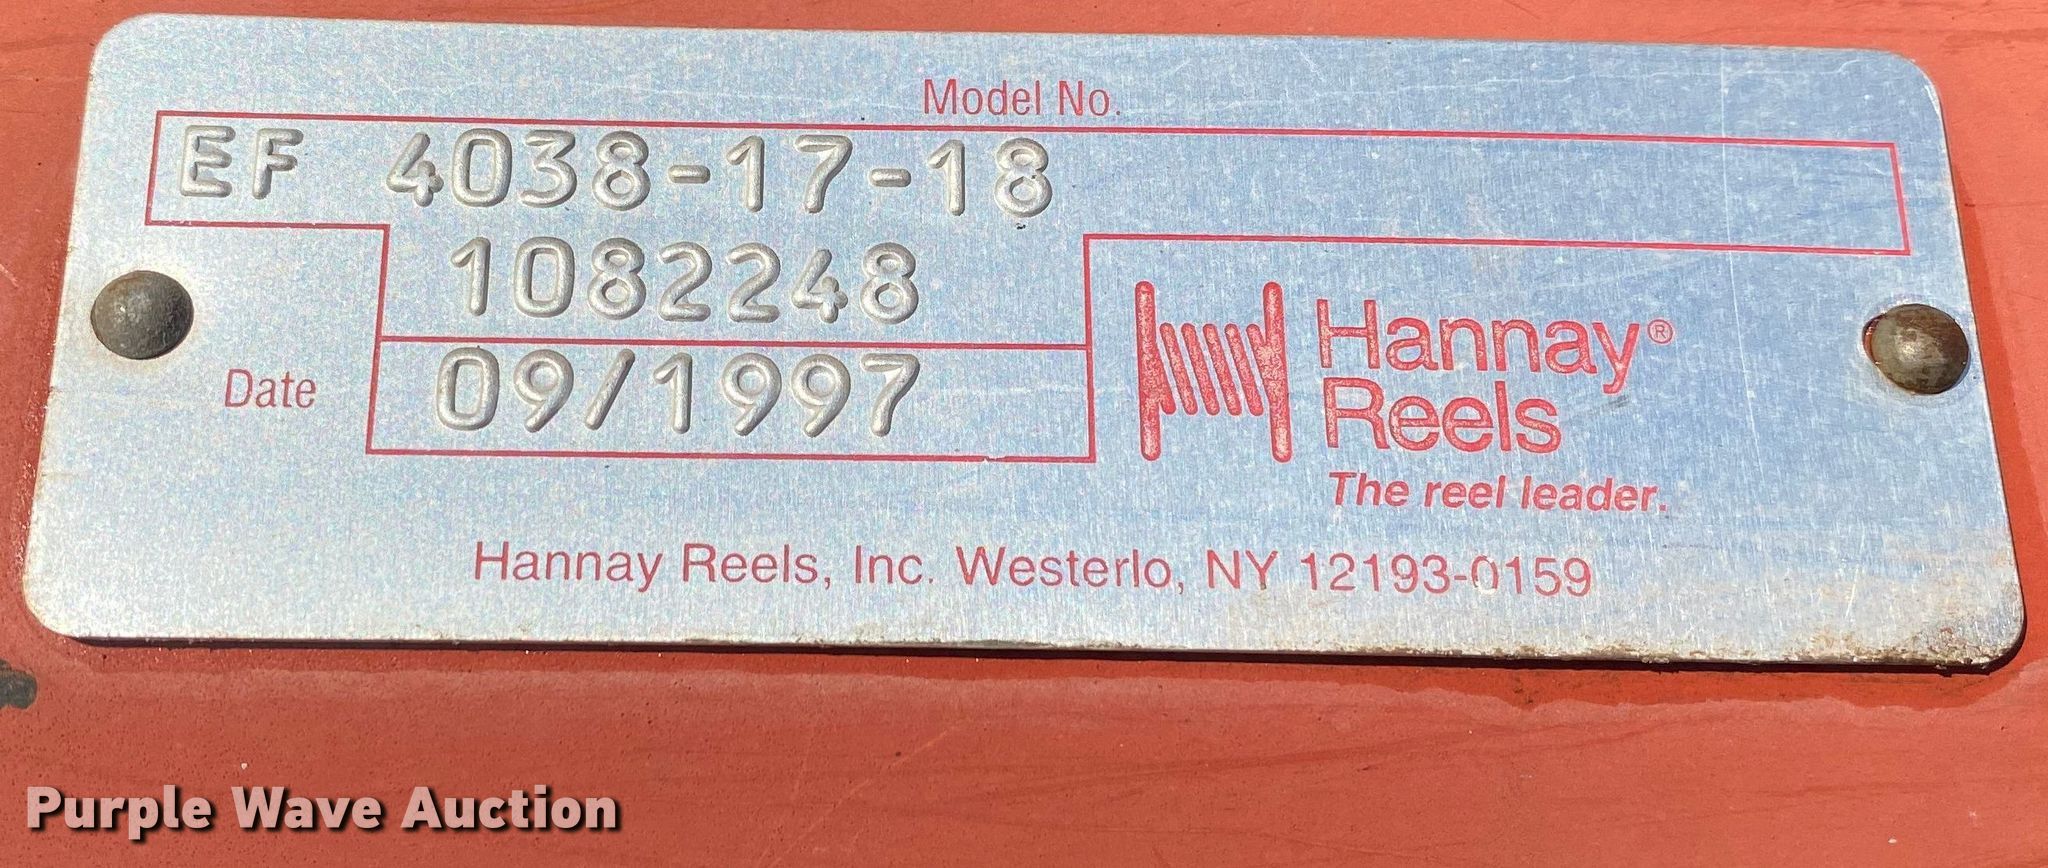 Model No.
EF 4038-17-18
1082248
Date 09/1997
Hannay®
Reels
The reel leader.
Hannay Reels, Inc. Westerlo, NY 12193-0159
Purple Wave Auction